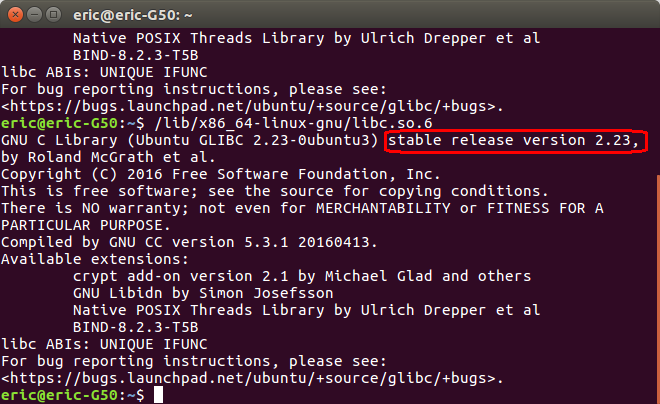 eric@eric-G50: ~
Native POSIX Threads Library by Ulrich Drepper et al
BIND-8.2.3-T5B
libc ABIs: UNIQUE IFUNC
For bug reporting instructions, please see:
<https://bugs.launchpad.net/ubuntu/+source/glibc/+bugs>.
eric@eric-G50:~$ /lib/x86_64-linux-gnu/libc.so.6
GNU C Library (Ubuntu GLIBC 2.23-0ubuntu3) stable release version 2.23,
by Roland McGrath et al.
Copyright (C) 2016 Free Software Foundation, Inc.
This is free software; see the source for copying conditions.
There is NO warranty; not even for MERCHANTABILITY or FITNESS FOR A
PARTICULAR PURPOSE.
Compiled by GNU CC version 5.3.1 20160413.
Available extensions:
crypt add-on version 2.1 by Michael Glad and others
GNU Libidn by Simon Josefsson
Native POSIX Threads Library by Ulrich Drepper et al
BIND-8.2.3-T5B
libc ABIs: UNIQUE IFUNC
For bug reporting instructions, please see:
<https://bugs.launchpad.net/ubuntu/+source/glibc/+bugs>.
eric@eric-G50:~$